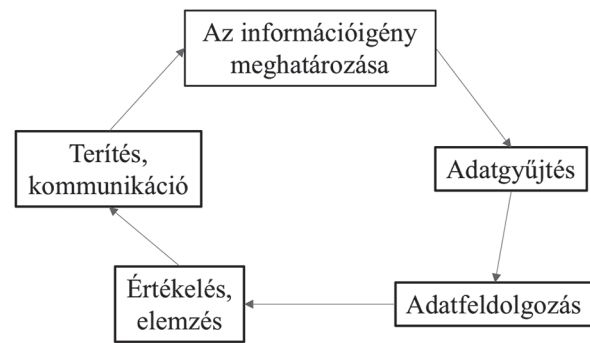 Az információigény
meghatározása
Adatgyűjtés
Adatfeldolgozás
Értékelés,
elemzés
Terítés,
kommunikáció